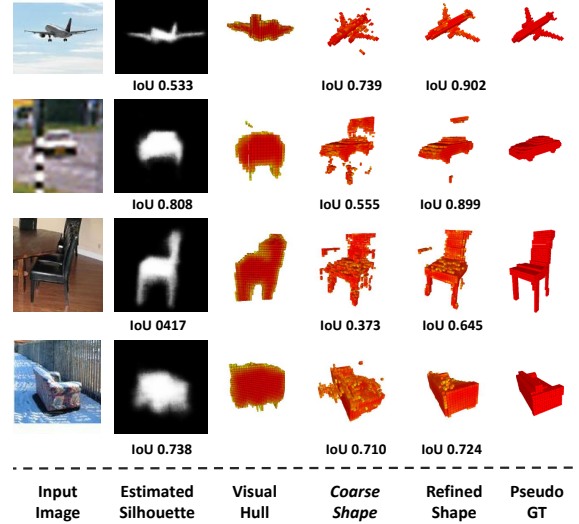 IoU 0.533 IoU 0.739 IoU 0.902
IoU 0.808 IoU 0.555 IoU 0.899
IoU 0417 IoU 0.373 IoU 0.645
IoU 0.738 IoU 0.710 IoU 0.724
Input Estimated Visual Coarse Refined Pseudo
Image Silhouette Hull Shape Shape GT